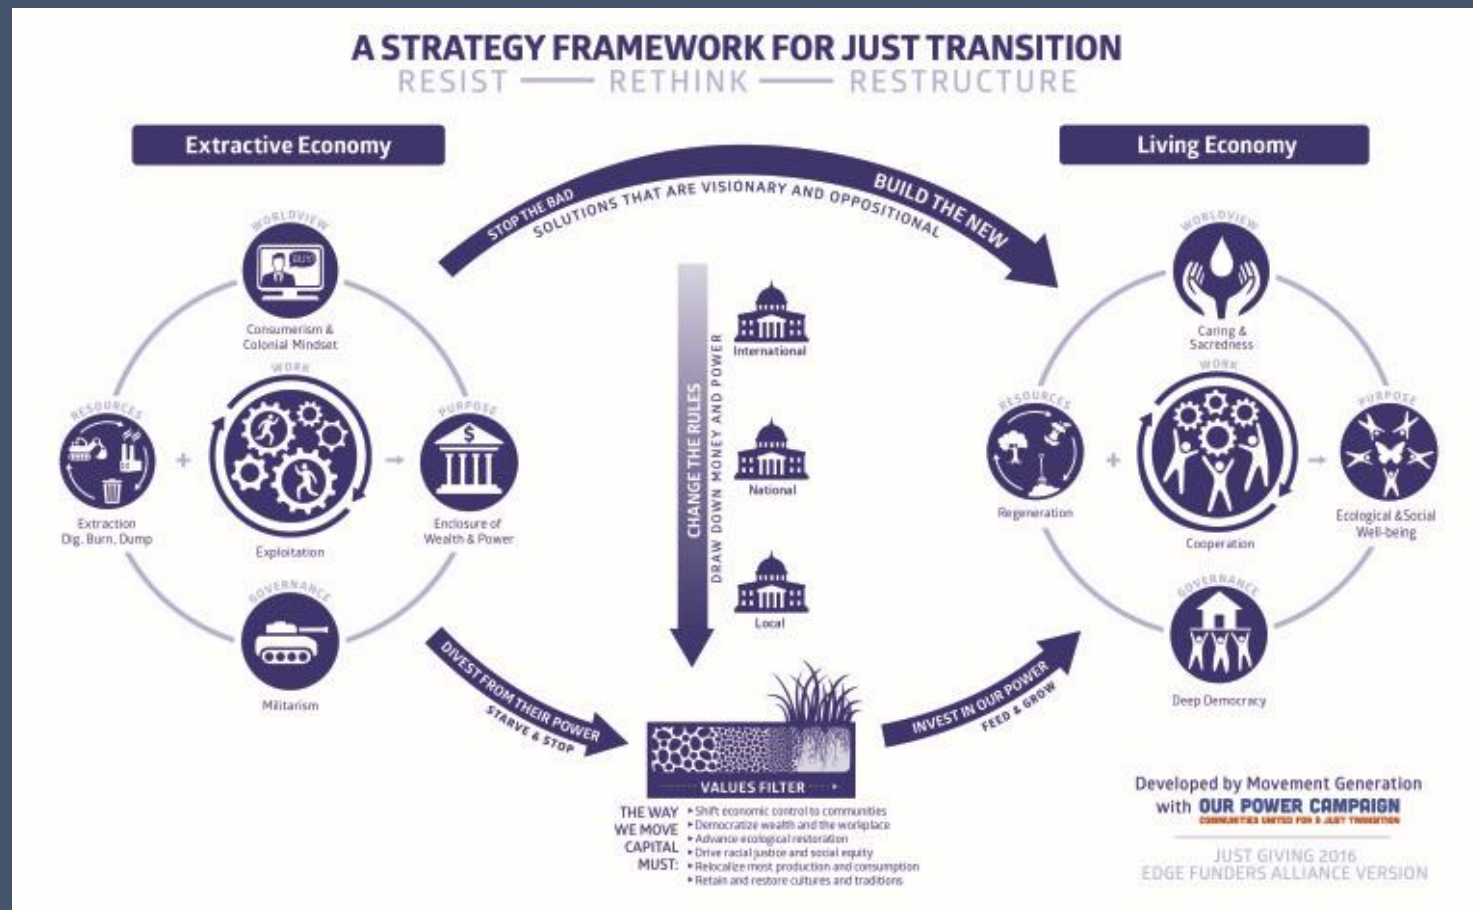 A STRATEGY FRAMEWORK FOR JUST TRANSITION
RESIST — RETHINK — RESTRUCTURE
Extractive Economy
WORLDVIEW
BUY!
Consumerism &
Colonial Mindset
RESOURCES
Extraction
Dig, Burn, Dump
+
WORK
Exploitation
→
PURPOSE
$
Enclosure of
Wealth & Power
GOVERNANCE
Militarism
STOP THE BAD
BUILD THE NEW
SOLUTIONS THAT ARE VISIONARY AND OPPOSITIONAL
CHANGE THE RULES
DRAW DOWN MONEY AND POWER
International
National
Local
DIVEST FROM THEIR POWER
STARVE & STOP
VALUES FILTER
THE WAY
WE MOVE
CAPITAL
MUST:
▸ Shift economic control to communities
▸ Democratize wealth and the workplace
▸ Advance ecological restoration
▸ Drive racial justice and social equity
▸ Relocalize most production and consumption
▸ Retain and restore cultures and traditions
INVEST IN OUR POWER
FEED & GROW
Living Economy
WORLDVIEW
Caring &
Sacredness
RESOURCES
Regeneration
+
WORK
Cooperation
→
PURPOSE
Ecological & Social
Well-being
GOVERNANCE
Deep Democracy
Developed by Movement Generation
with OUR POWER CAMPAIGN
COMMUNITIES UNITED FOR A JUST TRANSITION
JUST GIVING 2016
EDGE FUNDERS ALLIANCE VERSION